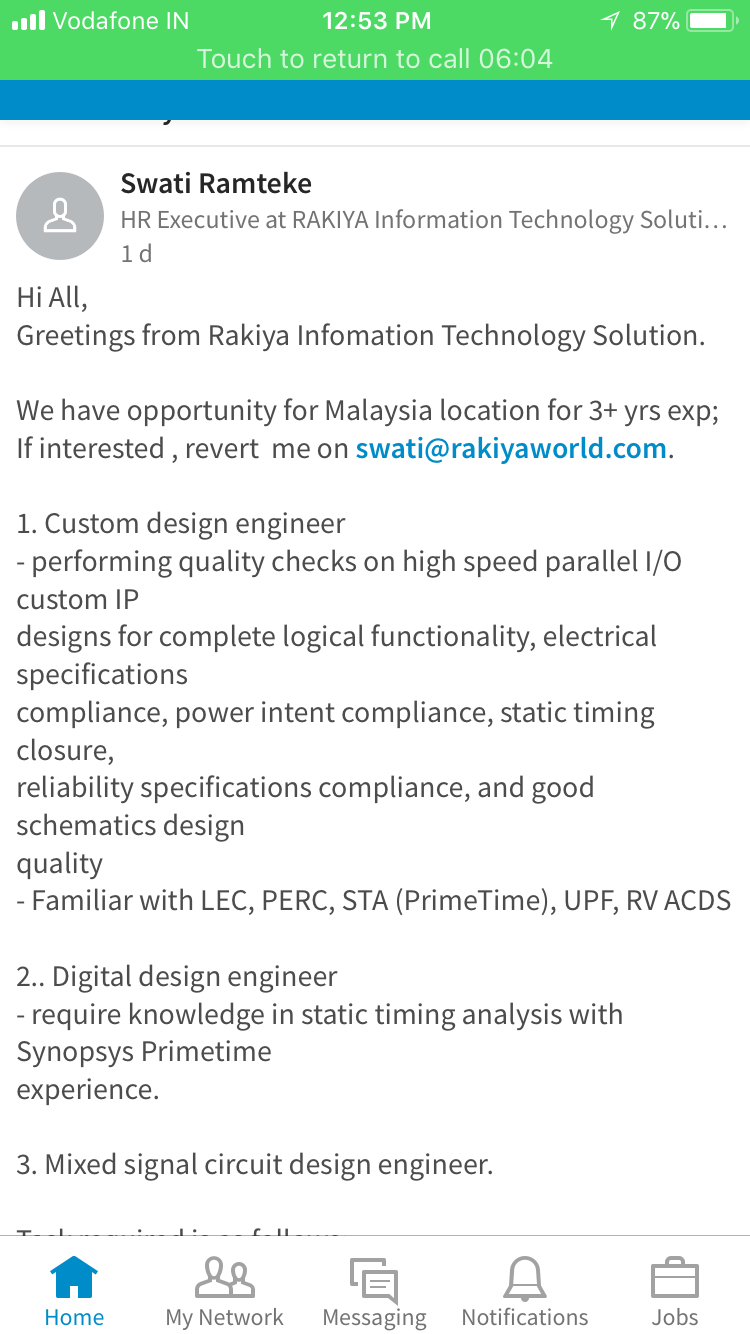 Vodafone IN 12:53 PM 87%
Touch to return to call 06:04
Swati Ramteke
HR Executive at RAKIYA Information Technology Soluti...
1 d
Hi All,
Greetings from Rakiya Infomation Technology Solution.
We have opportunity for Malaysia location for 3+ yrs exp;
If interested , revert  me on swati@rakiyaworld.com.
1. Custom design engineer
- performing quality checks on high speed parallel I/O
custom IP
designs for complete logical functionality, electrical
specifications
compliance, power intent compliance, static timing
closure,
reliability specifications compliance, and good
schematics design
quality
- Familiar with LEC, PERC, STA (PrimeTime), UPF, RV ACDS
2.. Digital design engineer
- require knowledge in static timing analysis with
Synopsys Primetime
experience.
3. Mixed signal circuit design engineer.
Home My Network Messaging Notifications Jobs